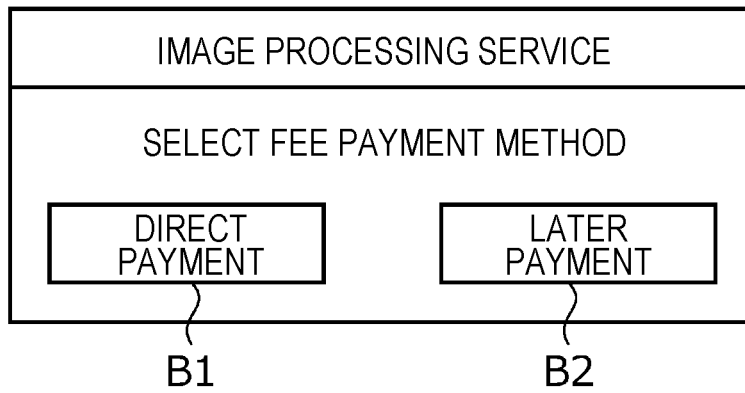 IMAGE PROCESSING SERVICE
SELECT FEE PAYMENT METHOD
DIRECT
PAYMENT
LATER
PAYMENT
B1
B2